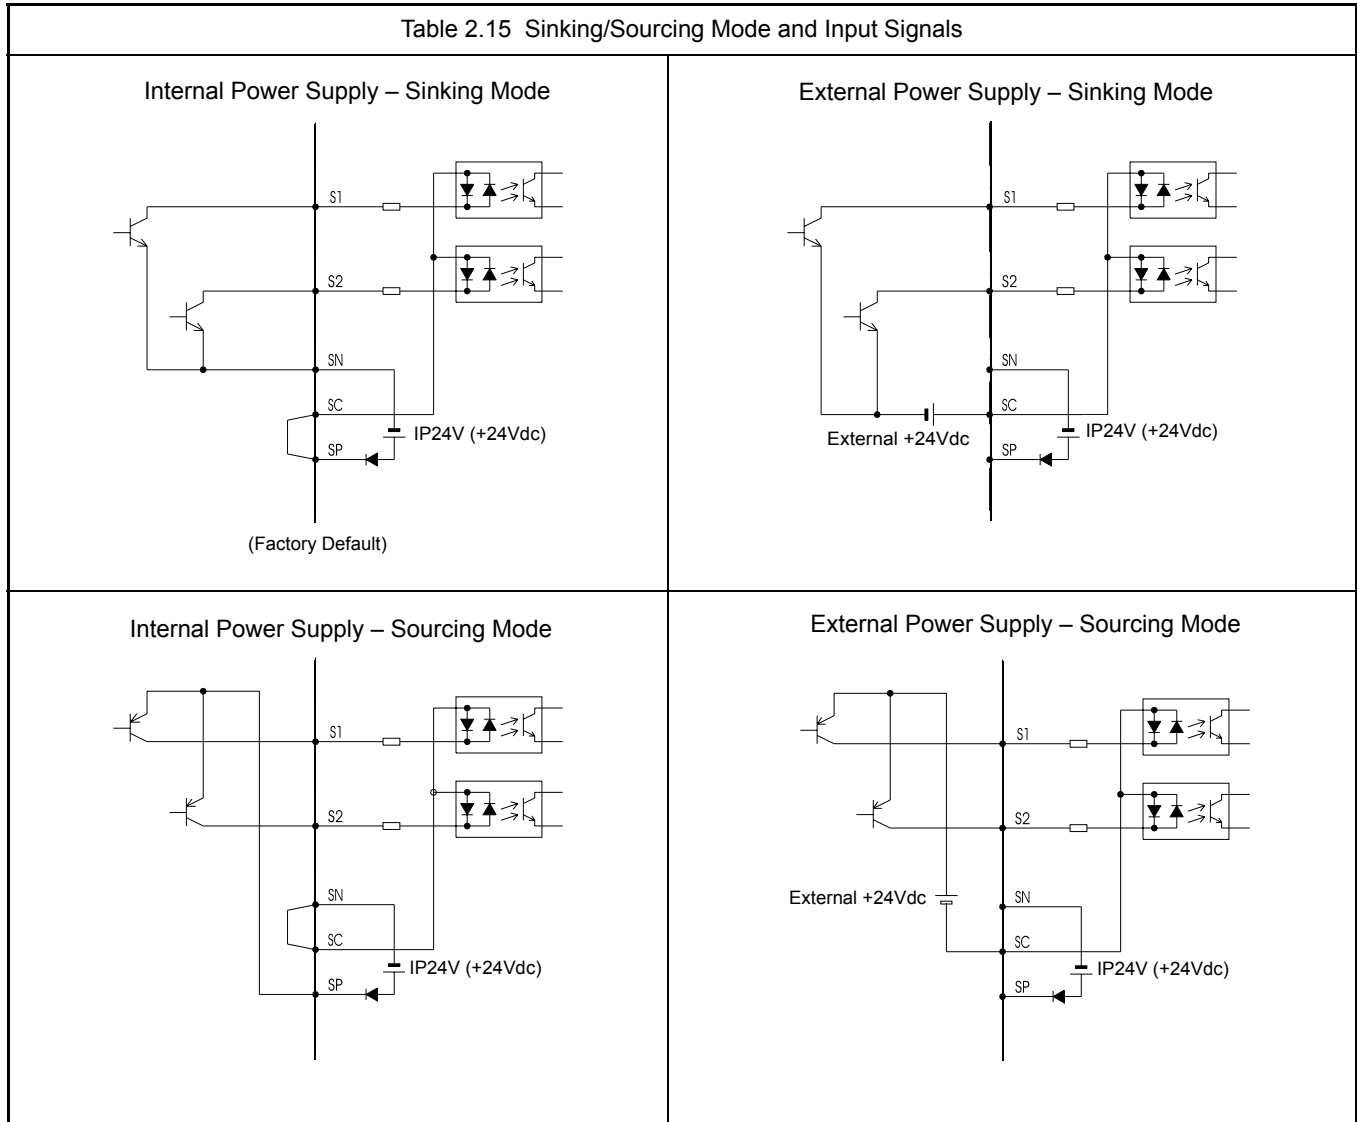 Table 2.15 Sinking/Sourcing Mode and Input Signals
Internal Power Supply – Sinking Mode
S1
S2
SN
SC
IP24V (+24Vdc)
SP
(Factory Default)
External Power Supply – Sinking Mode
S1
S2
SN
SC
External +24Vdc
IP24V (+24Vdc)
SP
Internal Power Supply – Sourcing Mode
S1
S2
SN
SC
IP24V (+24Vdc)
SP
External Power Supply – Sourcing Mode
S1
S2
External +24Vdc
SN
SC
IP24V (+24Vdc)
SP